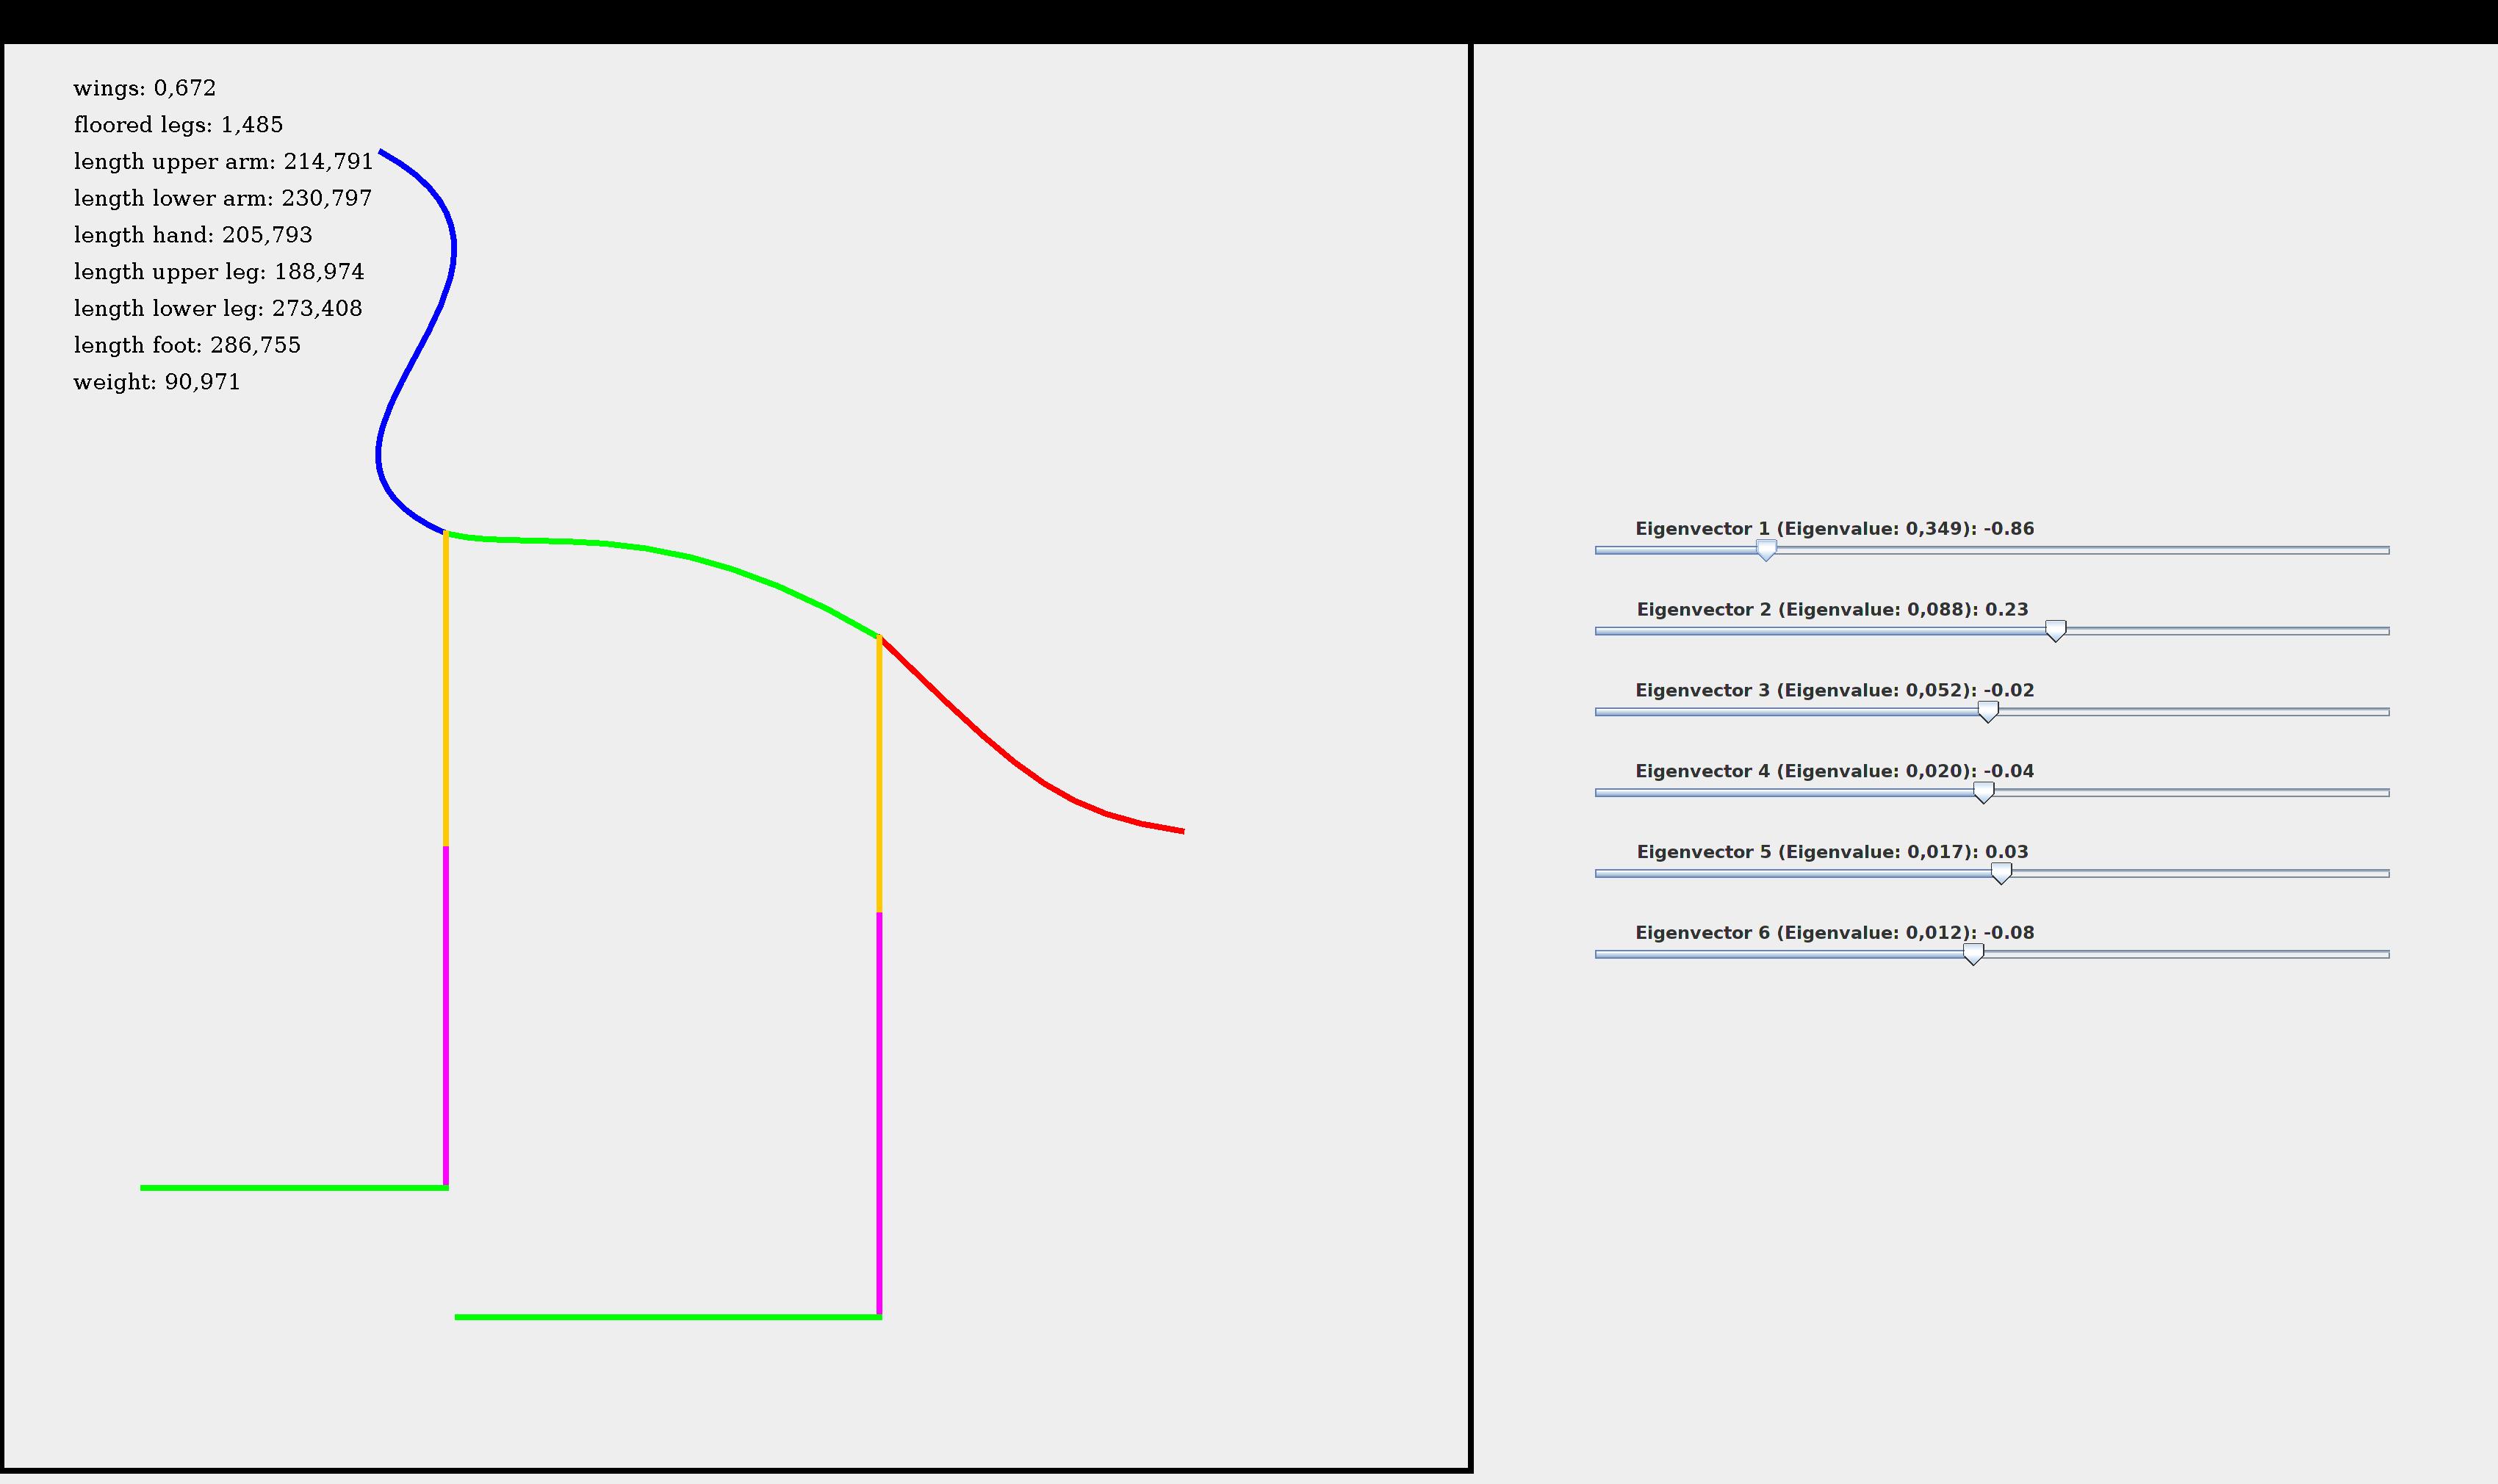 wings: 0,672
floored legs: 1,485
length upper arm: 214,791
length lower arm: 230,797
length hand: 205,793
length upper leg: 188,974
length lower leg: 273,408
length foot: 286,755
weight: 90,971
Eigenvector 1 (Eigenvalue: 0,349): -0.86
Eigenvector 2 (Eigenvalue: 0,088): 0.23
Eigenvector 3 (Eigenvalue: 0,052): -0.02
Eigenvector 4 (Eigenvalue: 0,020): -0.04
Eigenvector 5 (Eigenvalue: 0,017): 0.03
Eigenvector 6 (Eigenvalue: 0,012): -0.08